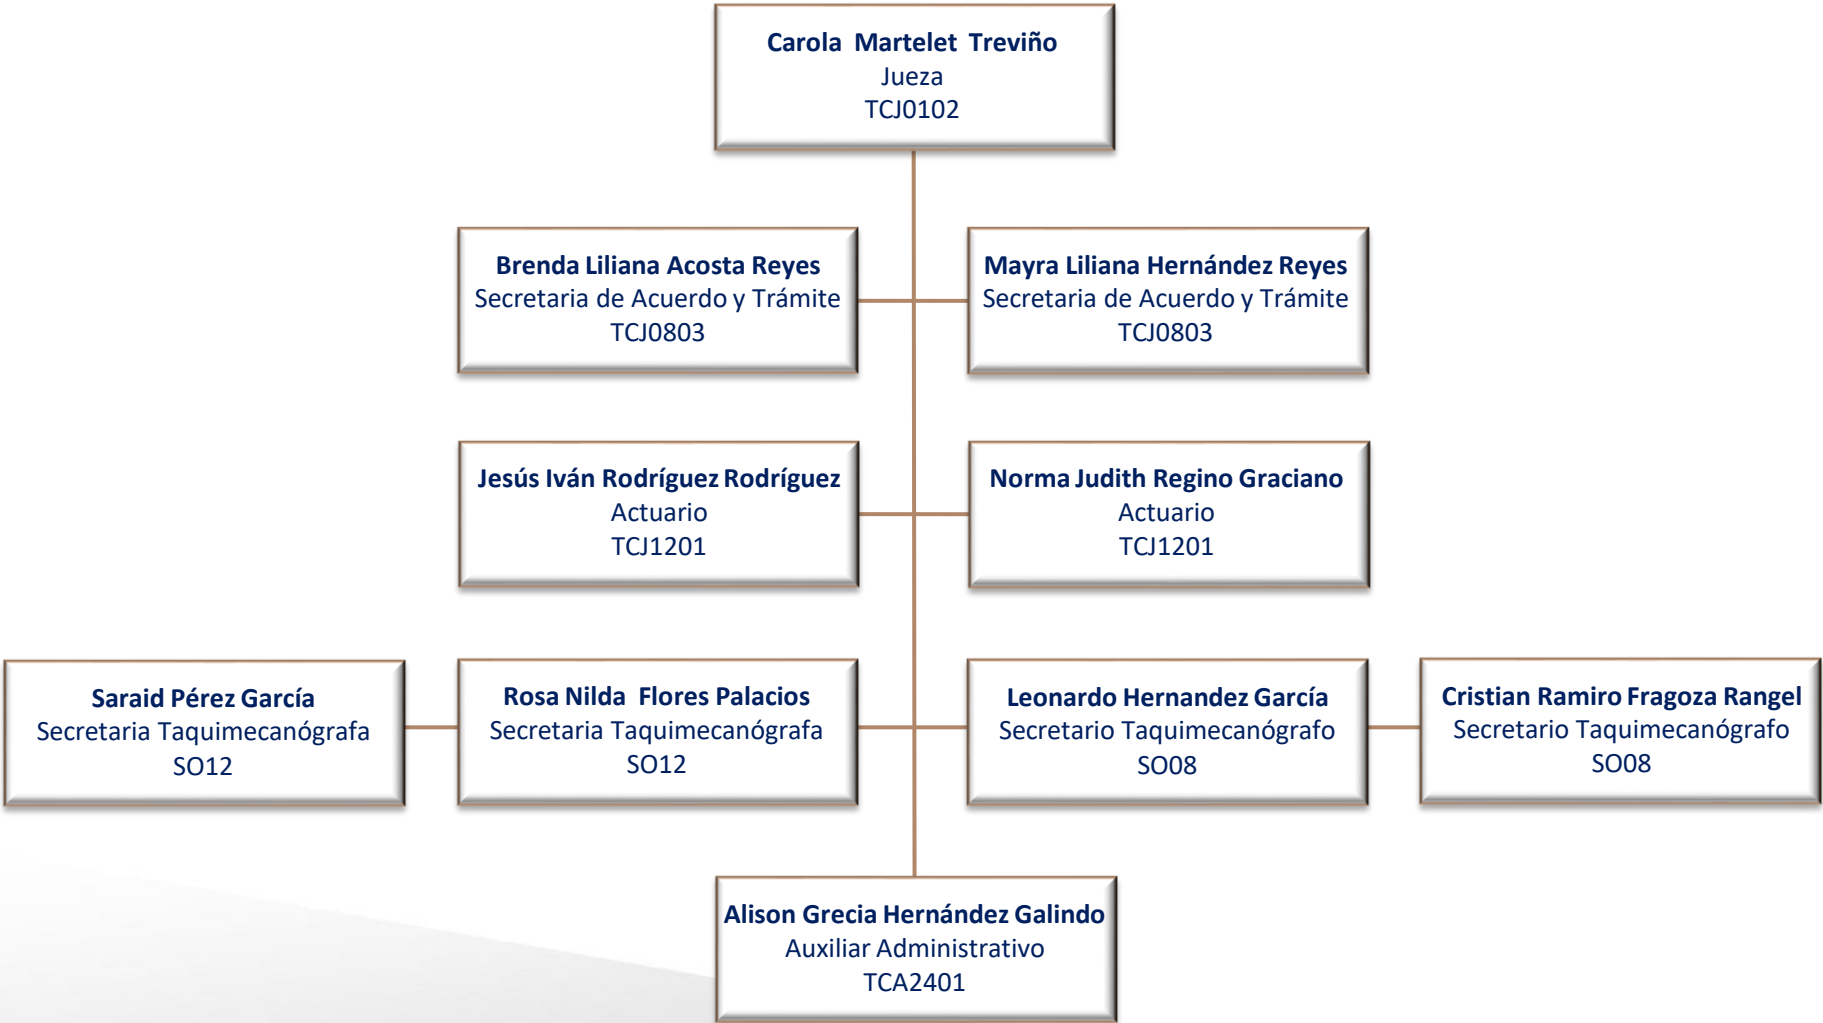 Carola Martelet Treviño
Jueza
TCJ0102
Brenda Liliana Acosta Reyes
Secretaria de Acuerdo y Trámite
TCJ0803
Mayra Liliana Hernández Reyes
Secretaria de Acuerdo y Trámite
TCJ0803
Jesús Iván Rodríguez Rodríguez
Actuario
TCJ1201
Norma Judith Regino Graciano
Actuario
TCJ1201
Saraid Pérez García
Secretaria Taquimecanógrafa
SO12
Rosa Nilda Flores Palacios
Secretaria Taquimecanógrafa
SO12
Leonardo Hernandez García
Secretario Taquimecanógrafo
SO08
Cristian Ramiro Fragoza Rangel
Secretario Taquimecanógrafo
SO08
Alison Grecia Hernández Galindo
Auxiliar Administrativo
TCA2401